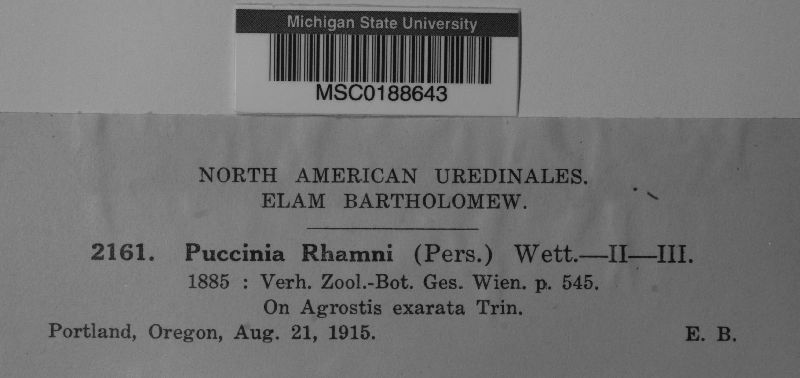 Michigan State University
MSC0188643
NORTH AMERICAN UREDINALES.
ELAM BARTHOLOMEW.
2161. Puccinia Rhamni (Pers.) Wett.—II—III.
1885 : Verh. Zool.-Bot. Ges. Wien. p. 545.
On Agrostis exarata Trin.
Portland, Oregon, Aug. 21, 1915. E. B.